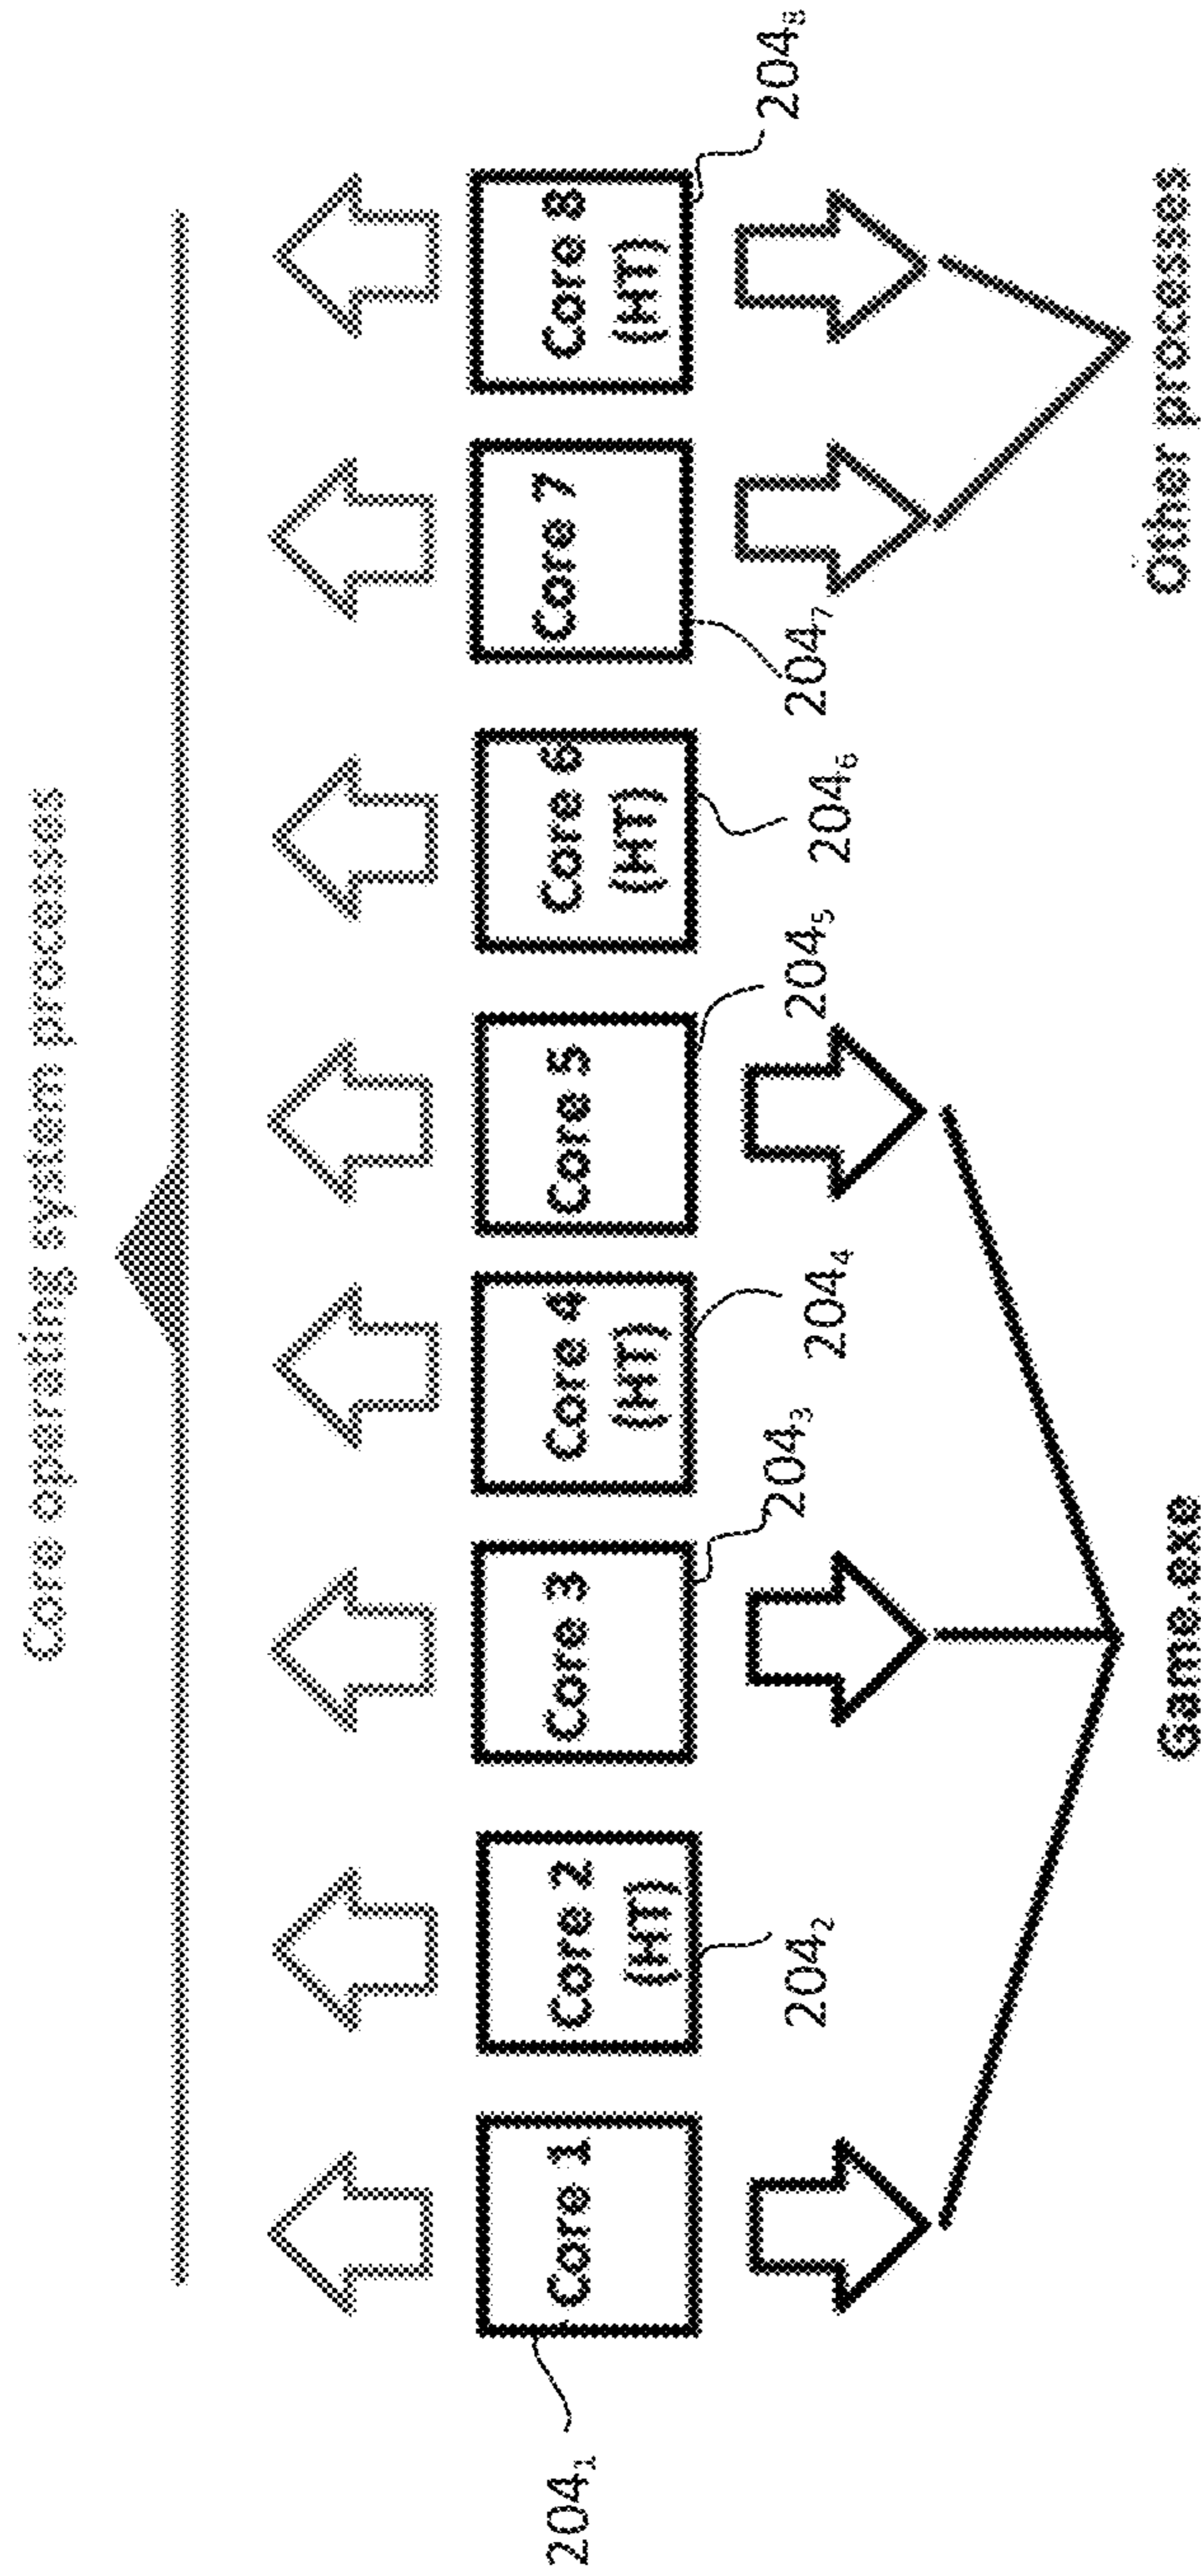 Core operating system processes
Core 1
Core 2
(HT)
Core 3
Core 4
(HT)
Core 5
Core 6
(HT)
Core 7
Core 8
(HT)
204₁
204₂
204₃
204₄
204₅
204₆
204₇
204₈
Game.exe
Other processes